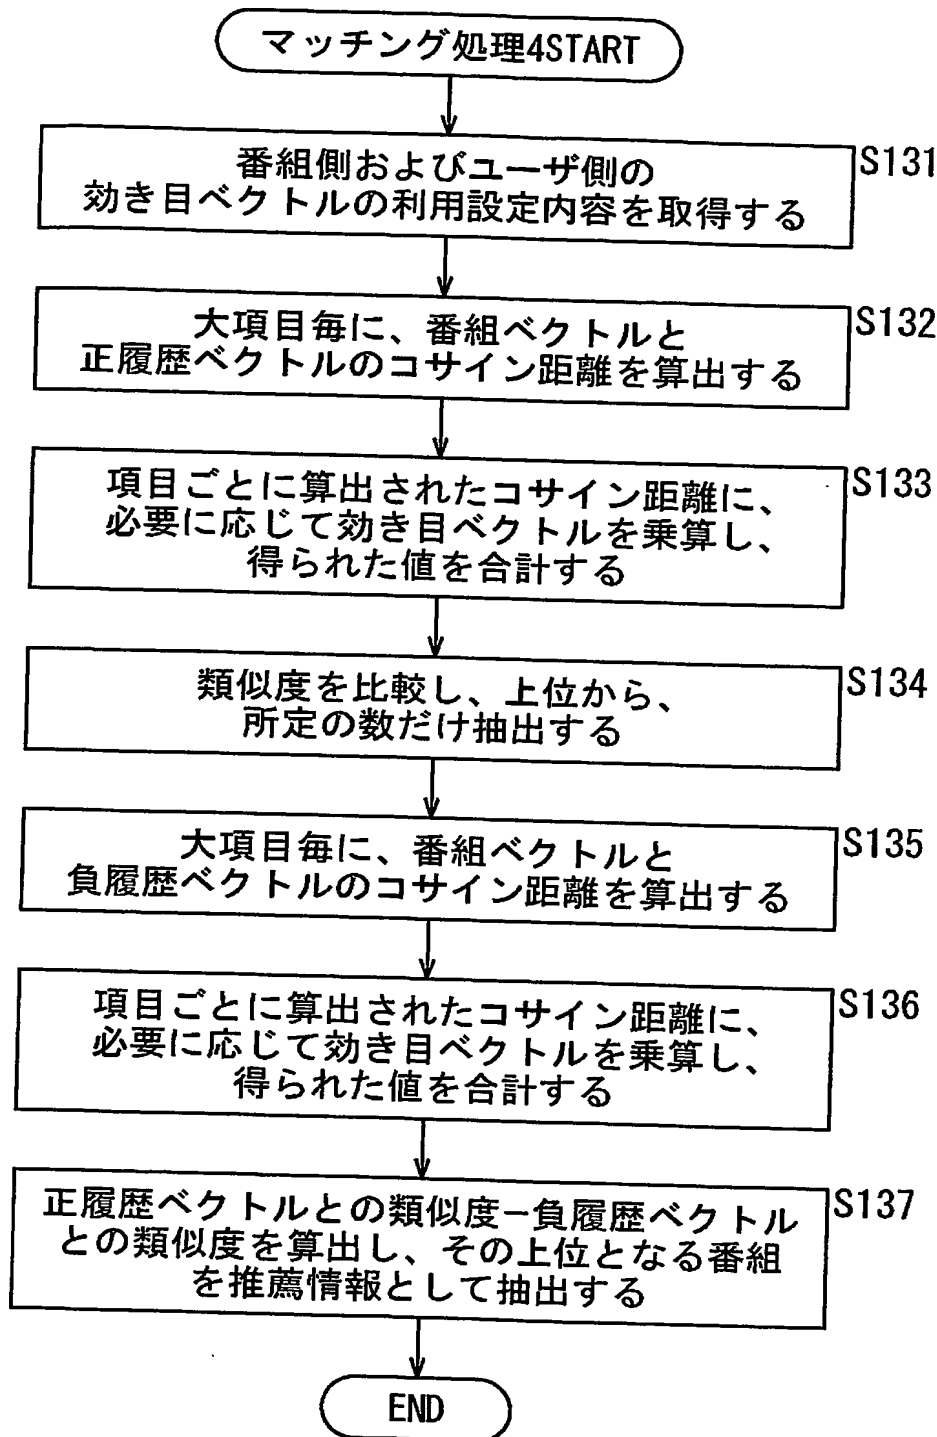 マッチング処理4START
番組側およびユーザ側の
効き目ベクトルの利用設定内容を取得する
S131
大項目毎に、番組ベクトルと
正履歴ベクトルのコサイン距離を算出する
S132
項目ごとに算出されたコサイン距離に、
必要に応じて効き目ベクトルを乗算し、
得られた値を合計する
S133
類似度を比較し、上位から、
所定の数だけ抽出する
S134
大項目毎に、番組ベクトルと
負履歴ベクトルのコサイン距離を算出する
S135
項目ごとに算出されたコサイン距離に、
必要に応じて効き目ベクトルを乗算し、
得られた値を合計する
S136
正履歴ベクトルとの類似度−負履歴ベクトル
との類似度を算出し、その上位となる番組
を推薦情報として抽出する
S137
END